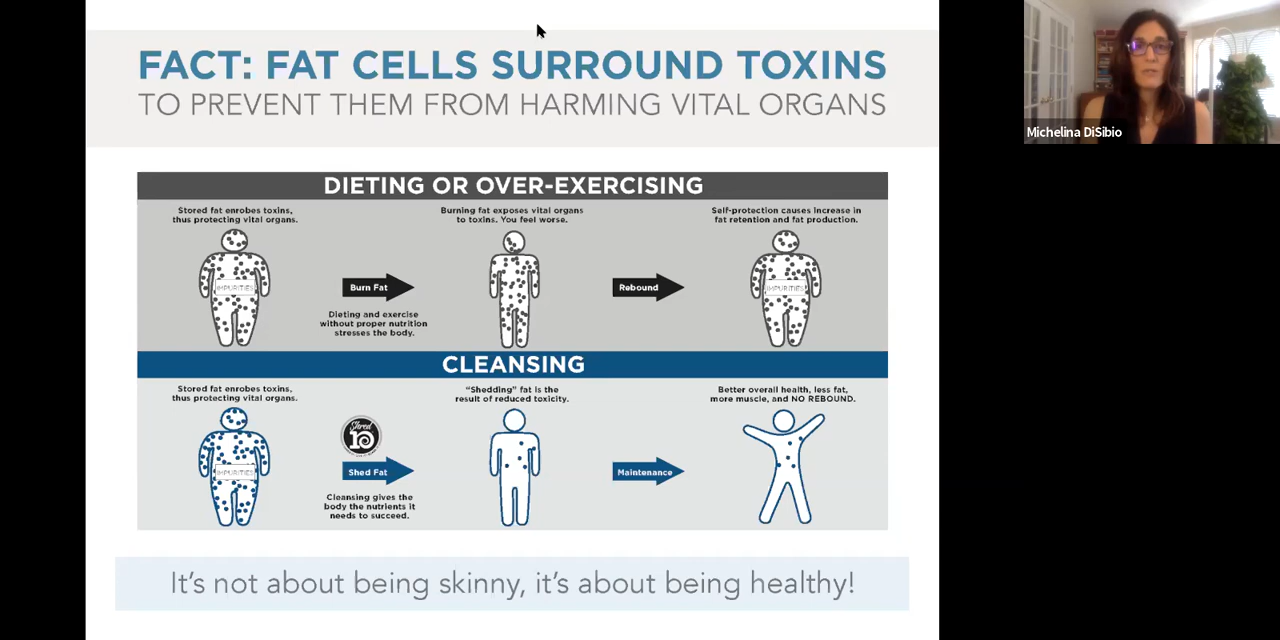 FACT: FAT CELLS SURROUND TOXINS
TO PREVENT THEM FROM HARMING VITAL ORGANS
Michelina DiSibio
DIETING OR OVER-EXERCISING
Stored fat enrobes toxins,
thus protecting vital organs.
Burning fat exposes vital organs
to toxins. You feel worse.
Self-protection causes increase in
fat retention and fat production.
IMPURITIES
Burn Fat
Rebound
IMPURITIES
Dieting and exercise
without proper nutrition
stresses the body.
CLEANSING
Stored fat enrobes toxins,
thus protecting vital organs.
“Shedding” fat is the
result of reduced toxicity.
Better overall health, less fat,
more muscle, and NO REBOUND.
Shred
10
IMPURITIES
Shed Fat
Maintenance
Cleansing gives the
body the nutrients it
needs to succeed.
It's not about being skinny, it's about being healthy!